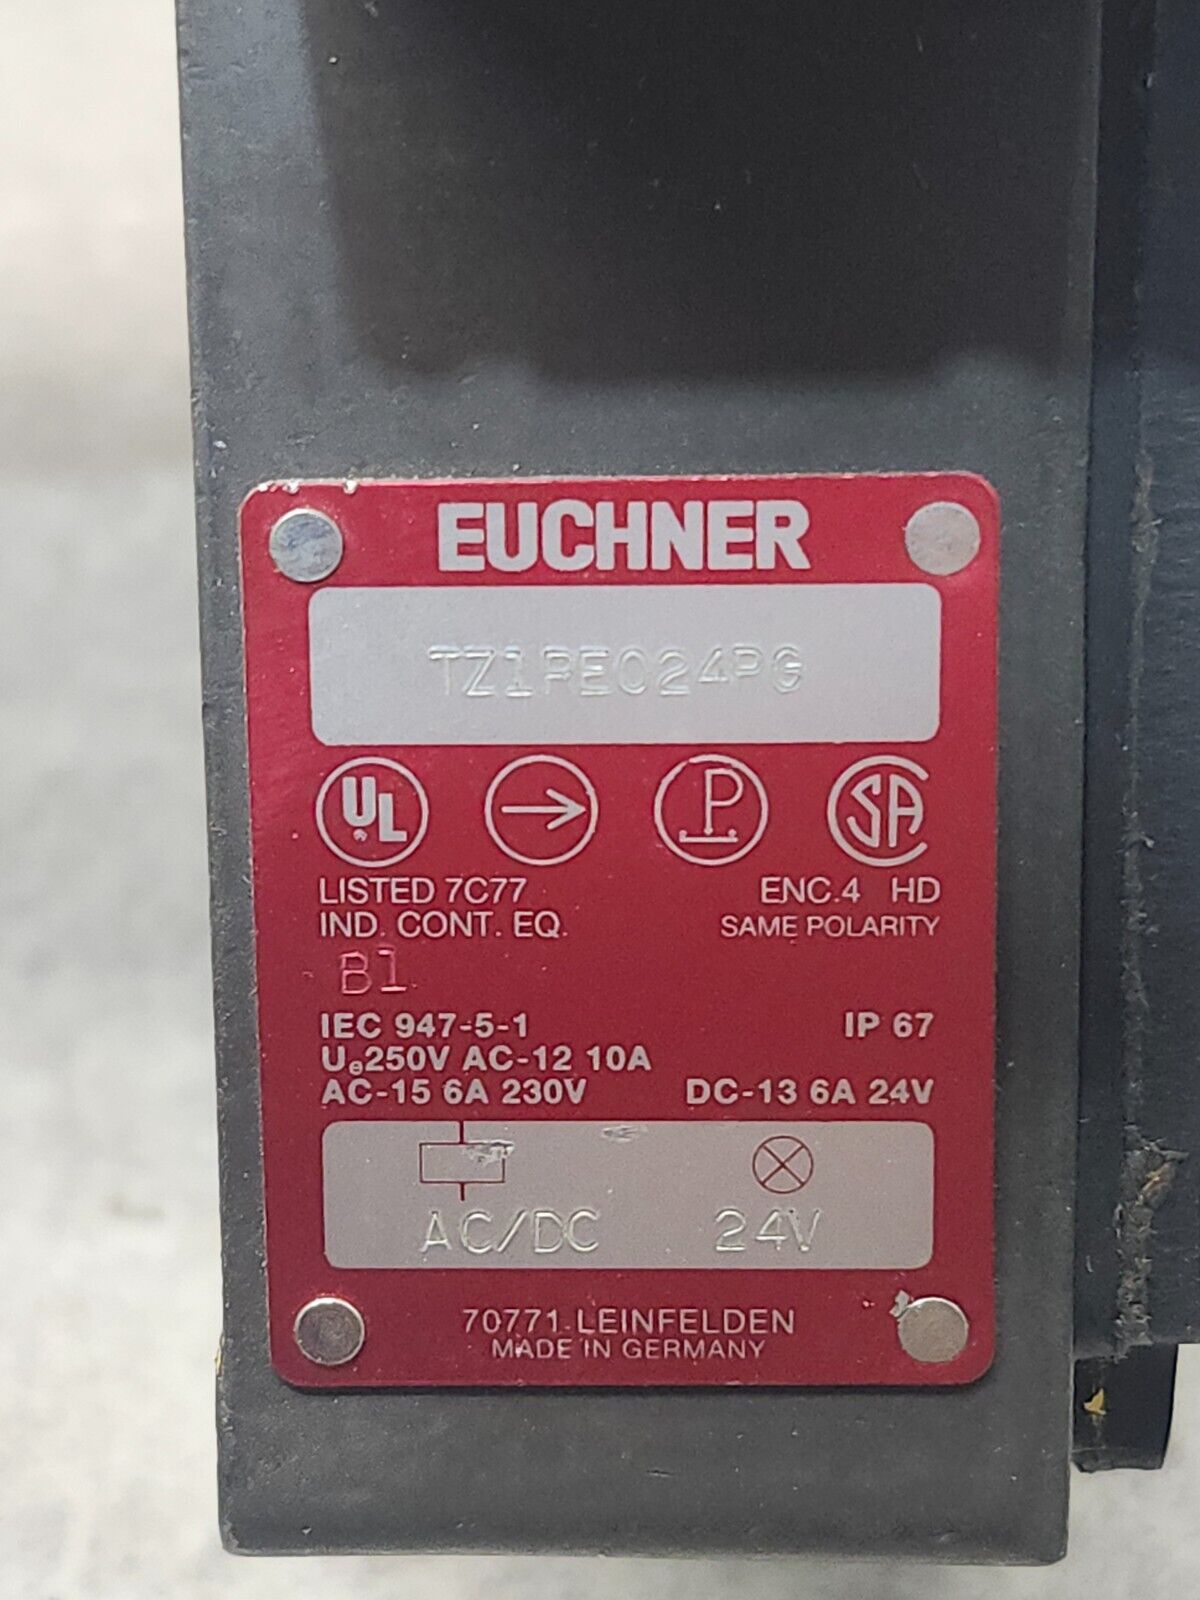 EUCHNER
TZ1RE024PG
UL ® P SA
LISTED 7C77 ENC.4 HD
IND. CONT. EQ. SAME POLARITY
B1
IEC 947-5-1 IP 67
Ue250V AC-12 10A
AC-15 6A 230V DC-13 6A 24V
AC/DC 24V
70771 LEINFELDEN
MADE IN GERMANY